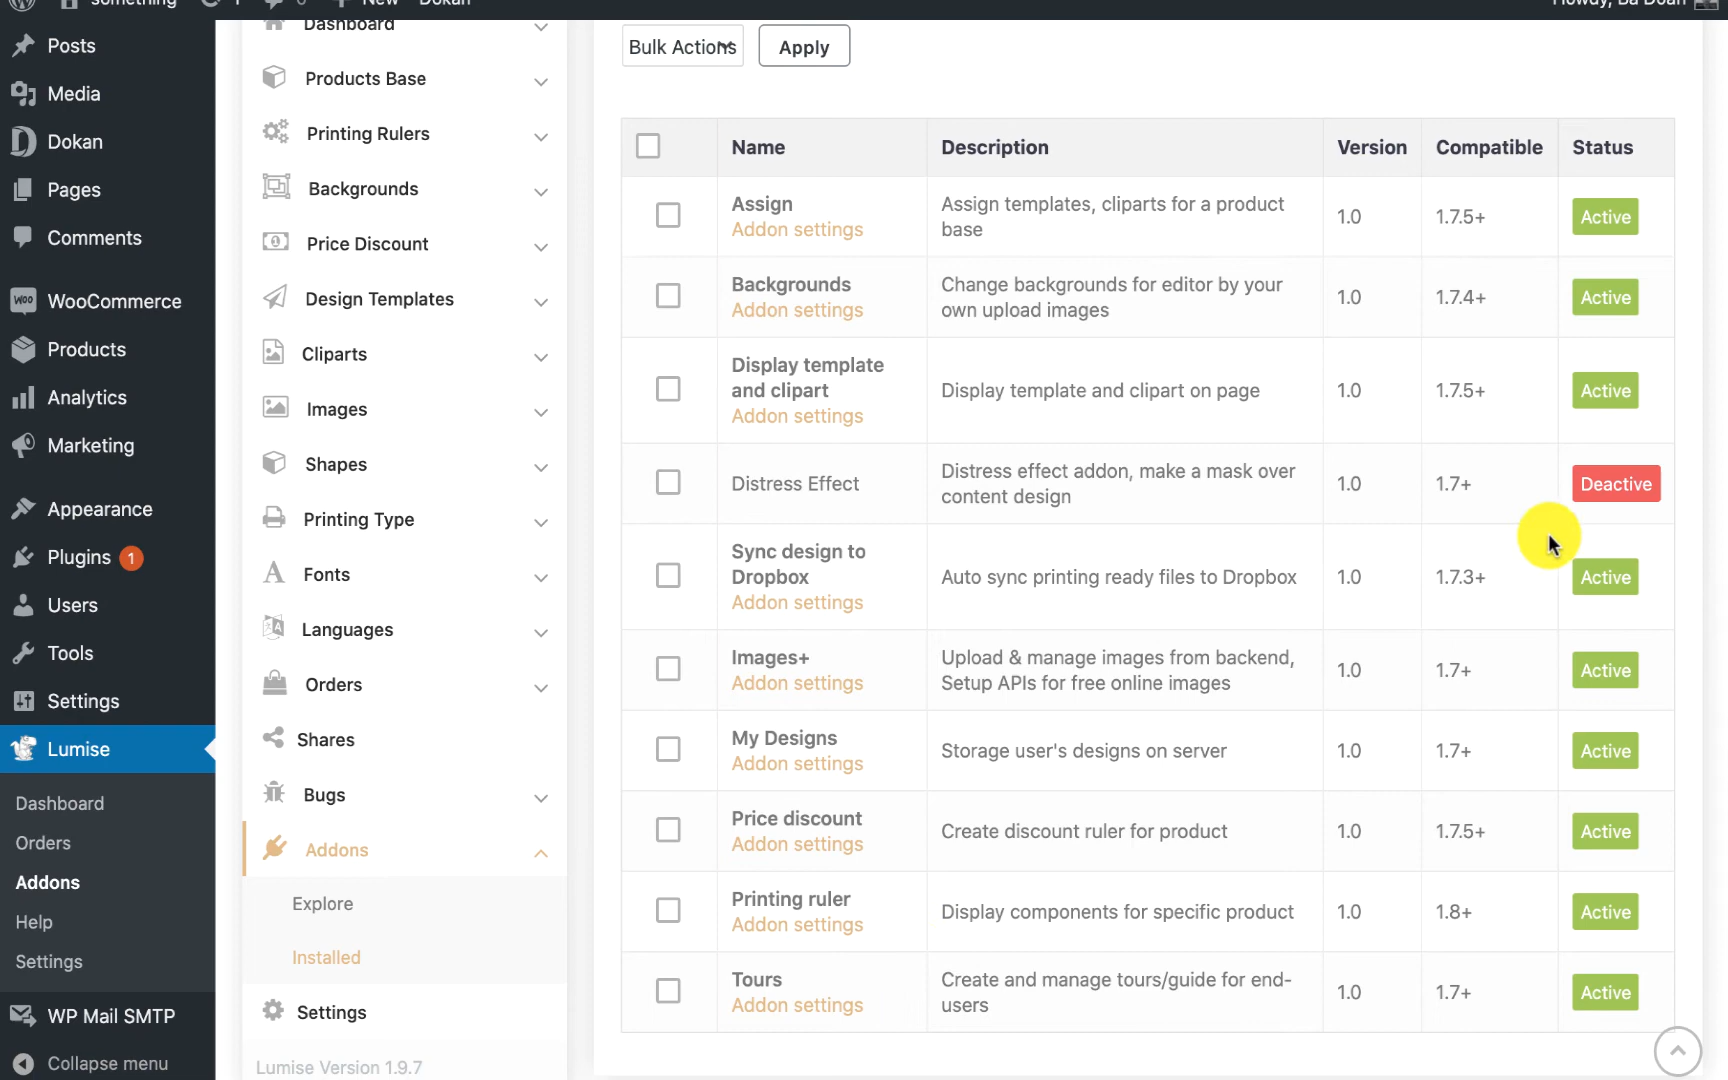 something
1
0
New
Dokan
Howdy, Ba Doan
Posts
Media
Dokan
Pages
Comments
WooCommerce
Products
Analytics
Marketing
Appearance
Plugins 1
Users
Tools
Settings
Lumise
Dashboard
Orders
Addons
Help
Settings
WP Mail SMTP
Collapse menu
Dashboard
Products Base
Printing Rulers
Backgrounds
Price Discount
Design Templates
Cliparts
Images
Shapes
Printing Type
Fonts
Languages
Orders
Shares
Bugs
Addons
Explore
Installed
Settings
Lumise Version 1.9.7
Bulk Actions
Apply
Name Description Version Compatible Status
Assign
Addon settings
Assign templates, cliparts for a product
base
1.0 1.7.5+ Active
Backgrounds
Addon settings
Change backgrounds for editor by your
own upload images
1.0 1.7.4+ Active
Display template
and clipart
Addon settings
Display template and clipart on page
1.0 1.7.5+ Active
Distress Effect
Distress effect addon, make a mask over
content design
1.0 1.7+ Deactive
Sync design to
Dropbox
Addon settings
Auto sync printing ready files to Dropbox
1.0 1.7.3+ Active
Images+
Addon settings
Upload & manage images from backend,
Setup APIs for free online images
1.0 1.7+ Active
My Designs
Addon settings
Storage user's designs on server
1.0 1.7+ Active
Price discount
Addon settings
Create discount ruler for product
1.0 1.7.5+ Active
Printing ruler
Addon settings
Display components for specific product
1.0 1.8+ Active
Tours
Addon settings
Create and manage tours/guide for end-
users
1.0 1.7+ Active